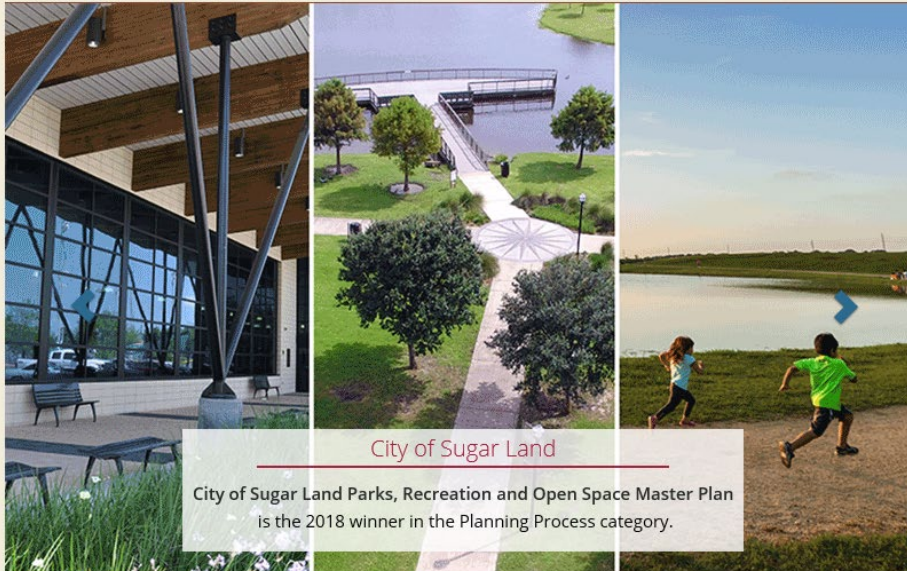 City of Sugar Land
City of Sugar Land Parks, Recreation and Open Space Master Plan
is the 2018 winner in the Planning Process category.